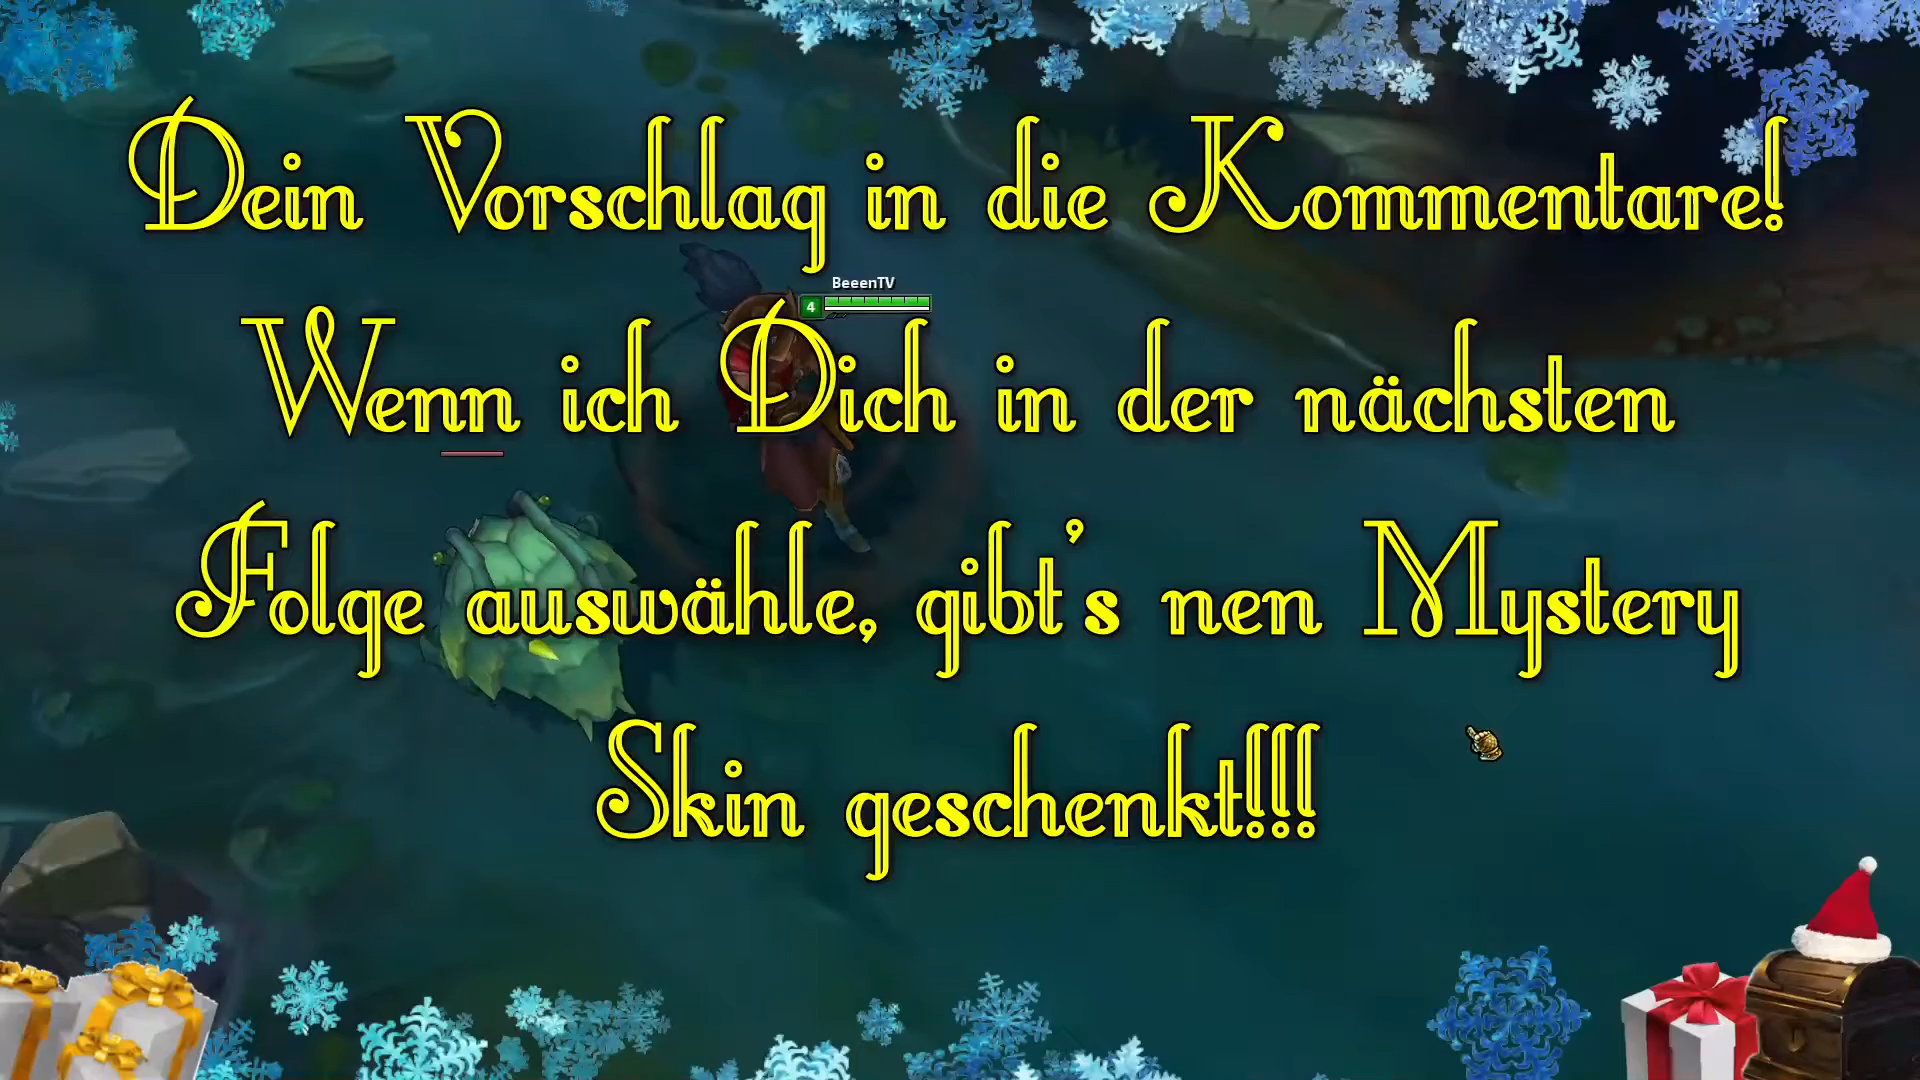 Dein Vorschlag in die Kommentare!
BeeenTV
4
Wenn ich Dich in der nächsten
Folge auswähle, gibt's nen Mystery
Skin geschenkt!!!